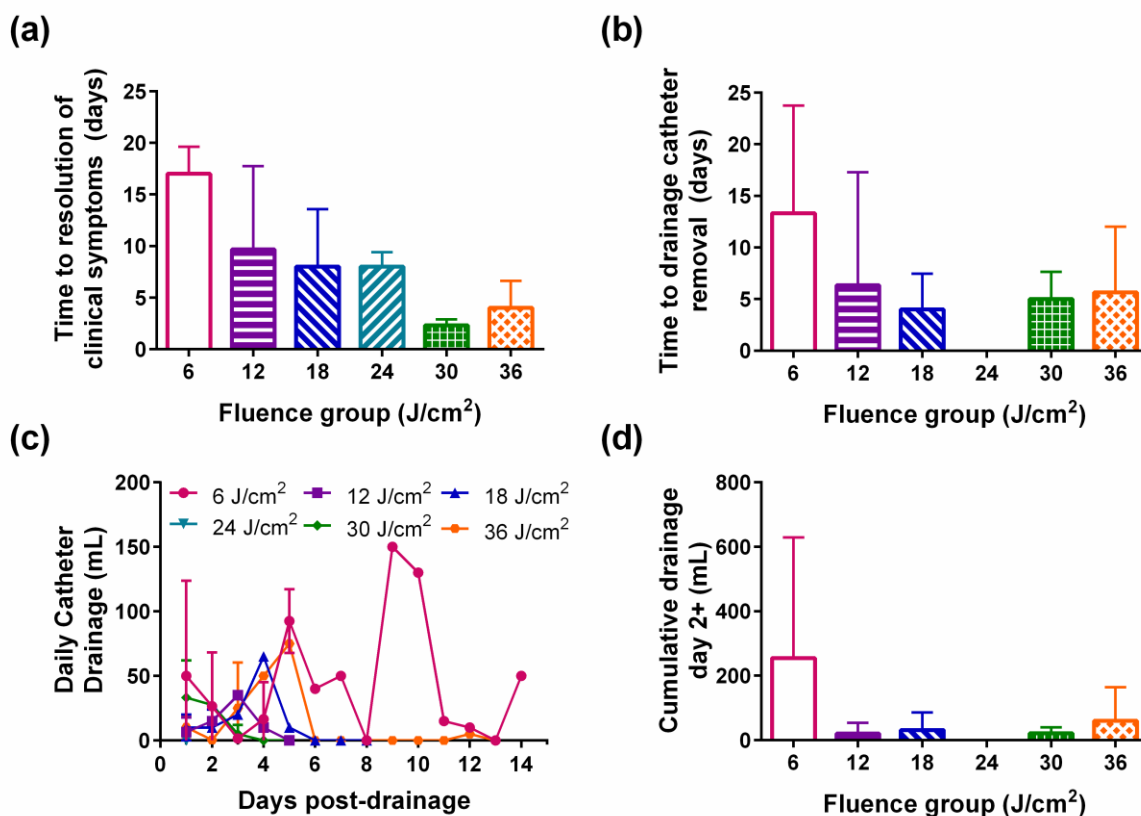 (a)
Time to resolution of
clinical symptoms (days)
25
20
15
10
5
0
6 12 18 24 30 36
Fluence group (J/cm²)
(b)
Time to drainage catheter
removal (days)
25
20
15
10
5
0
6 12 18 24 30 36
Fluence group (J/cm²)
(c)
Daily Catheter
Drainage (mL)
200
150
100
50
0
6 J/cm² 12 J/cm² 18 J/cm²
24 J/cm² 30 J/cm² 36 J/cm²
0 2 4 6 8 10 12 14
Days post-drainage
(d)
Cumulative drainage
day 2+ (mL)
800
600
400
200
0
6 12 18 24 30 36
Fluence group (J/cm²)